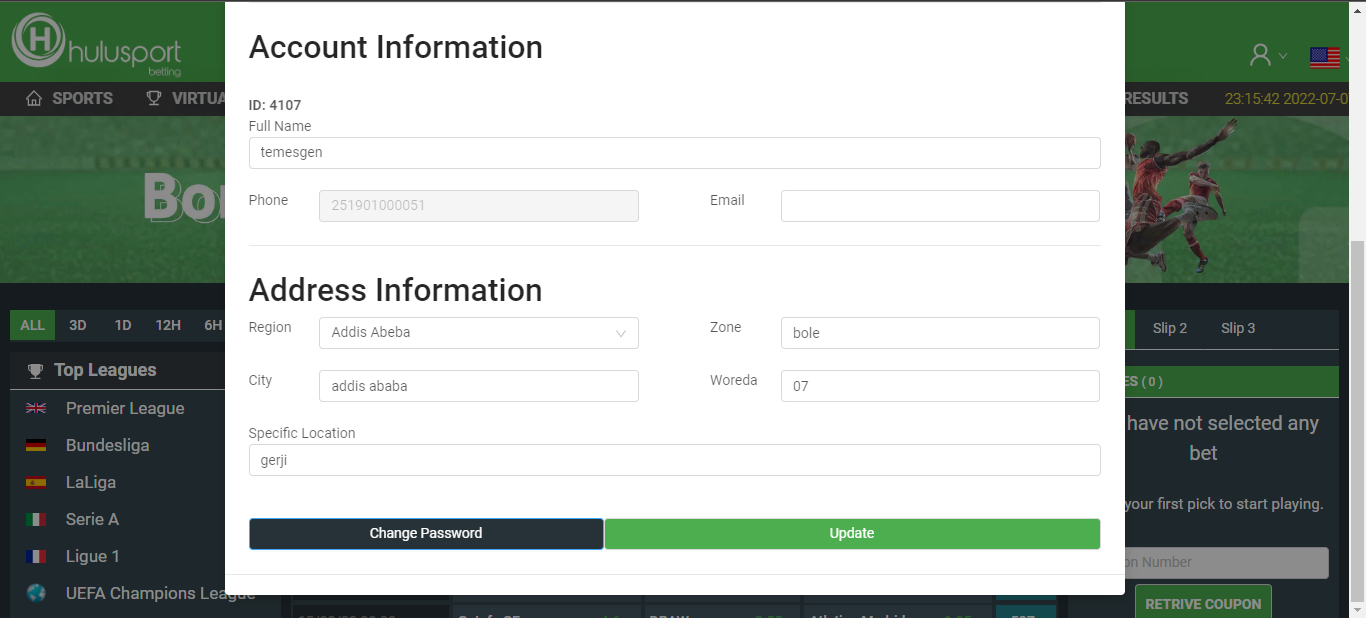 Account Information
ID: 4107
Full Name
temesgen
Phone
251901000051
Email
Address Information
Region
Addis Abeba
Zone
bole
City
addis ababa
Woreda
07
Specific Location
gerji
Change Password
Update
Hhulusport
betting
SPORTS
VIRTUA
RESULTS
23:15:42 2022-07-0
Bo
ALL 3D 1D 12H 6H
Top Leagues
Premier League
Bundesliga
LaLiga
Serie A
Ligue 1
UEFA Champions League
Slip 2 Slip 3
ES ( 0 )
have not selected any
bet
your first pick to start playing.
on Number
RETRIVE COUPON